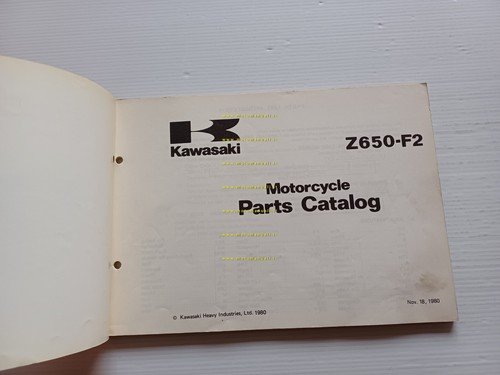 Kawasaki
Z650-F2
Motorcycle
Parts Catalog
© Kawasaki Heavy Industries, Ltd. 1980
Nov. 18, 1980